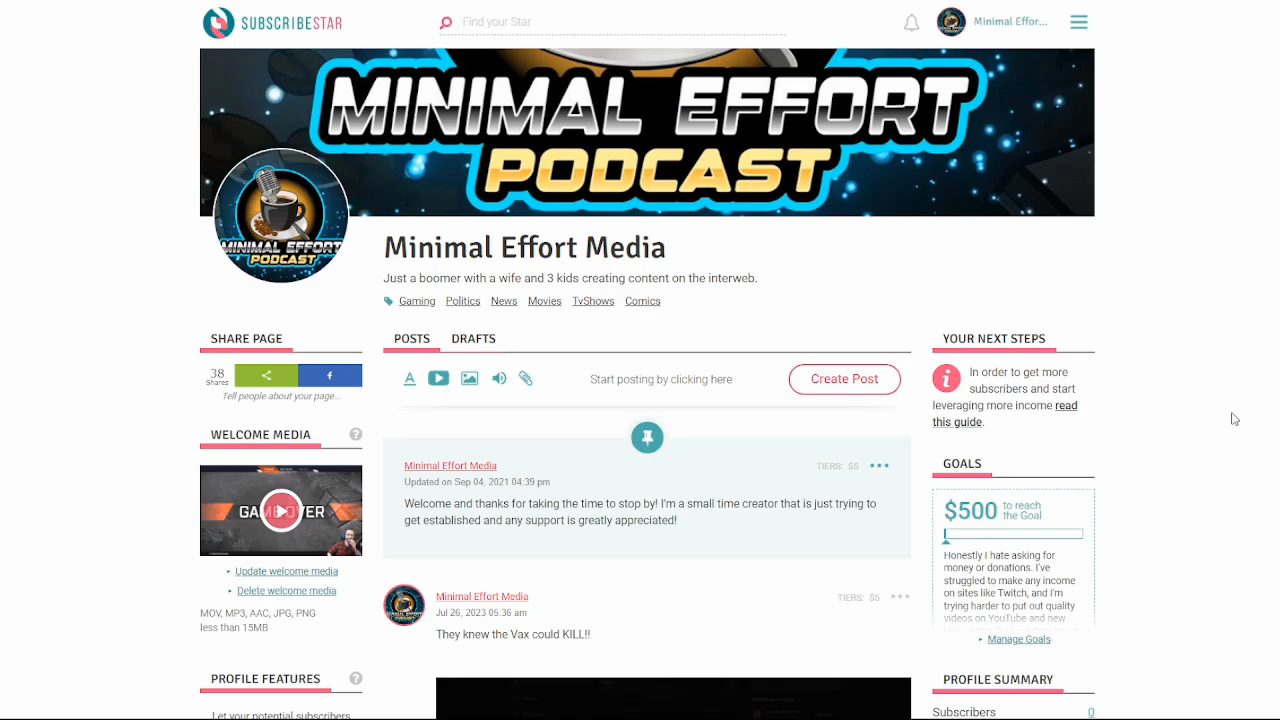 SUBSCRIBESTAR
Find your Star
Minimal Effor...
MINIMAL EFFORT
PODCAST
MINIMAL EFFORT
PODCAST
Minimal Effort Media
Just a boomer with a wife and 3 kids creating content on the interweb.
Gaming Politics News Movies TvShows Comics
SHARE PAGE
38
Shares
Tell people about your page...
WELCOME MEDIA
GAME OVER
Update welcome media
Delete welcome media
MOV, MP3, AAC, JPG, PNG
less than 15MB
PROFILE FEATURES
Let your potential subscribers
POSTS DRAFTS
Start posting by clicking here
Create Post
Minimal Effort Media
TIERS: $5
Updated on Sep 04, 2021 04:39 pm
Welcome and thanks for taking the time to stop by! I'm a small time creator that is just trying to
get established and any support is greatly appreciated!
Minimal Effort Media
TIERS: $5
Jul 26, 2023 05:36 am
They knew the Vax could KILL!!
YOUR NEXT STEPS
In order to get more
subscribers and start
leveraging more income read
this guide.
GOALS
$500 to reach
the Goal
Honestly I hate asking for
money or donations. I've
struggled to make any income
on sites like Twitch, and I'm
trying harder to put out quality
videos on YouTube and new
Manage Goals
PROFILE SUMMARY
Subscribers 0